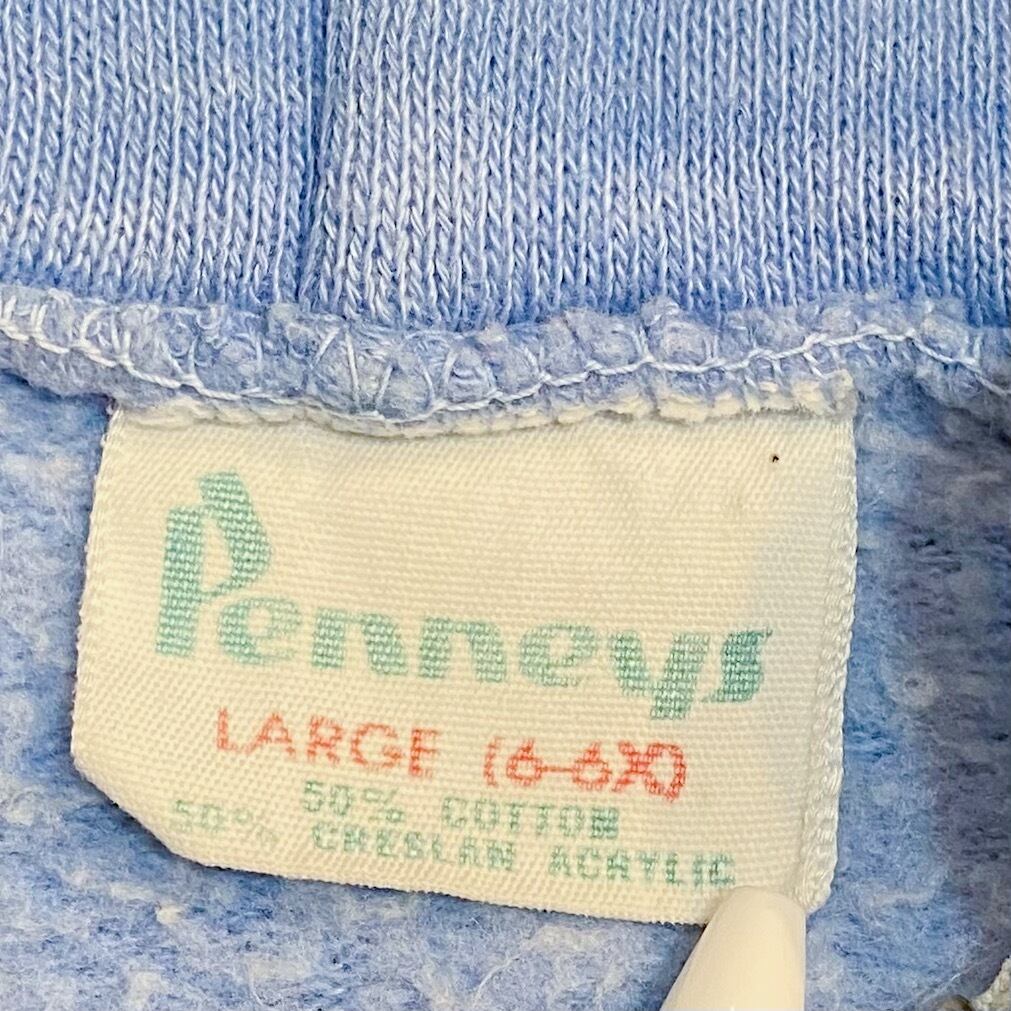 Penneys
LARGE (6-6X)
50% COTTON
50% CRESLAN ACRYLIC